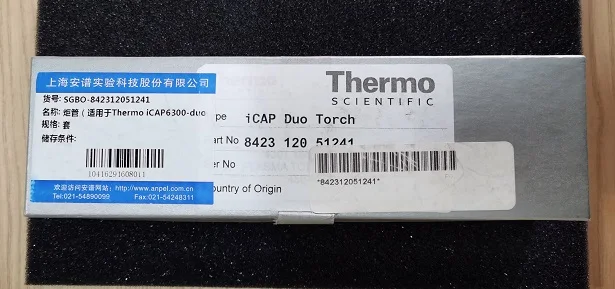 上海安谱实验科技股份有限公司
货号: SGBO-842312051241
名称: 炬管(适用于Thermo iCAP6300-duo
规格: 套
储存条件:
10416291608011
欢迎访问安谱网站: http://www.anpel.com.cn
Tel:021-54890099 Fax:021-54248311
Thermo
SCIENTIFIC
ype iCAP Duo Torch
art No 8423 120 51241
er No
*842312051241*
ountry of Origin